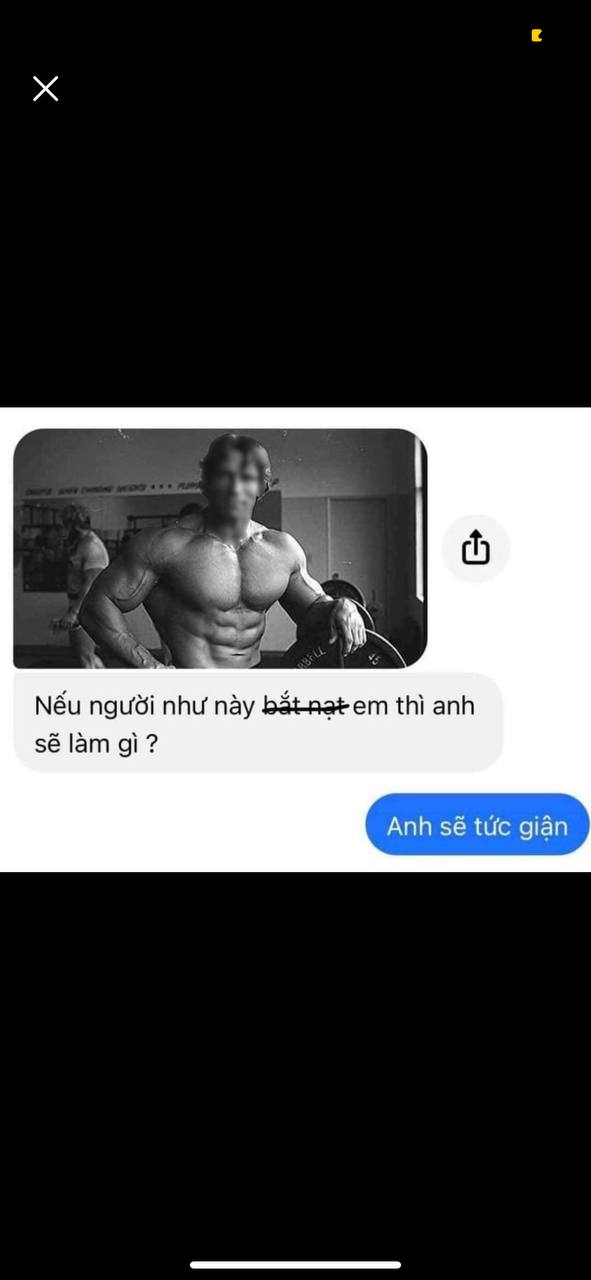 Nếu người như này bắt nạt em thì anh
sẽ làm gì ?
Anh sẽ tức giận